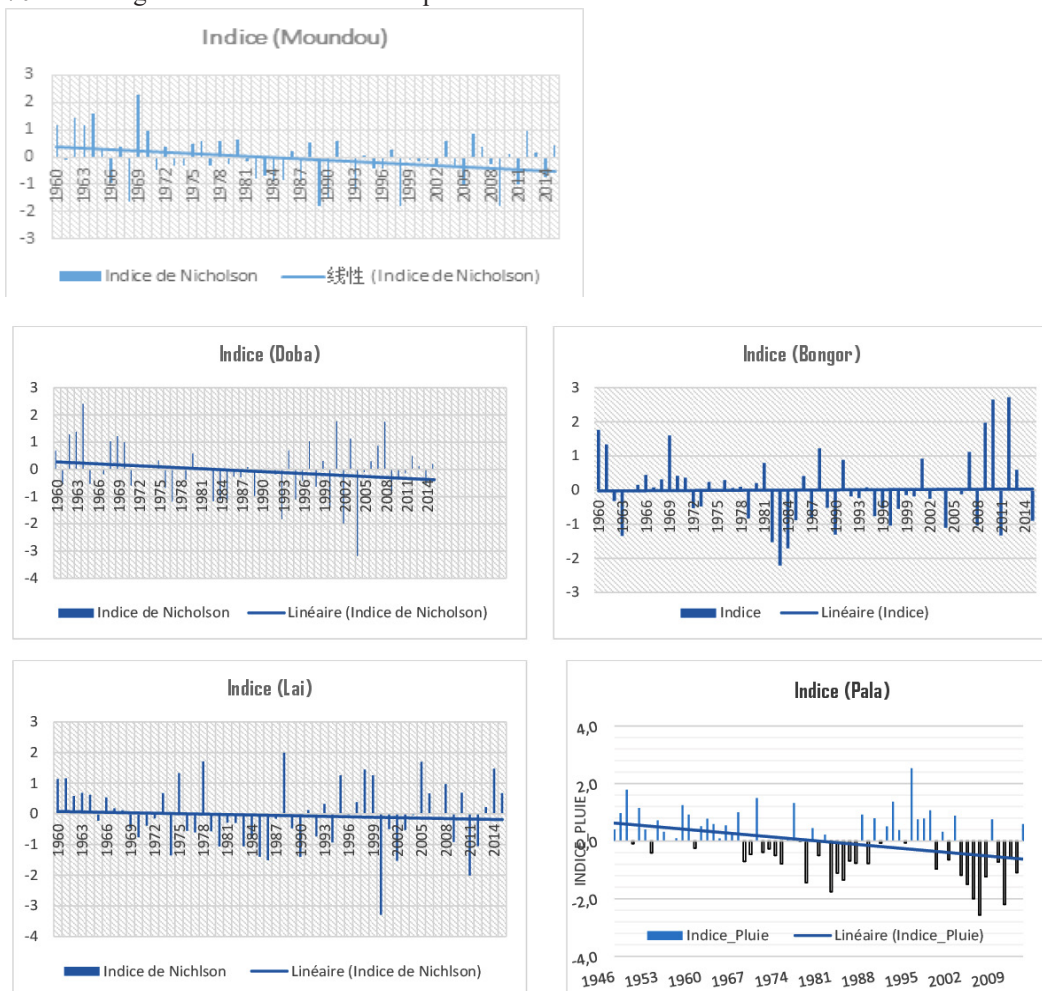 Indice (Moundou)
3
2
1
0
-1
-2
-3
1960 1963 1966 1969 1972 1975 1978 1981 1984 1987 1990 1993 1996 1999 2002 2005 2008 2011 2014
Indice de Nicholson 线性 (Indice de Nicholson)
Indice (Doba)
3
2
1
0
-1
-2
-3
-4
1960 1963 1966 1969 1972 1975 1978 1981 1984 1987 1990 1993 1996 1999 2002 2005 2008 2011 2014
Indice de Nicholson Linéaire (Indice de Nicholson)
Indice (Bongor)
3
2
1
0
-1
-2
-3
1960 1963 1966 1969 1972 1975 1978 1981 1984 1987 1990 1993 1996 1999 2002 2005 2008 2011 2014
Indice Linéaire (Indice)
Indice (Lai)
3
2
1
0
-1
-2
-3
-4
1960 1963 1966 1969 1972 1975 1978 1981 1984 1987 1990 1993 1996 1999 2002 2005 2008 2011 2014
Indice de Nichlson Linéaire (Indice de Nichlson)
Indice (Pala)
INDICE_PLUIE
4,0
2,0
0,0
-2,0
-4,0
Indice_Pluie Linéaire (Indice_Pluie)
1946 1953 1960 1967 1974 1981 1988 1995 2002 2009